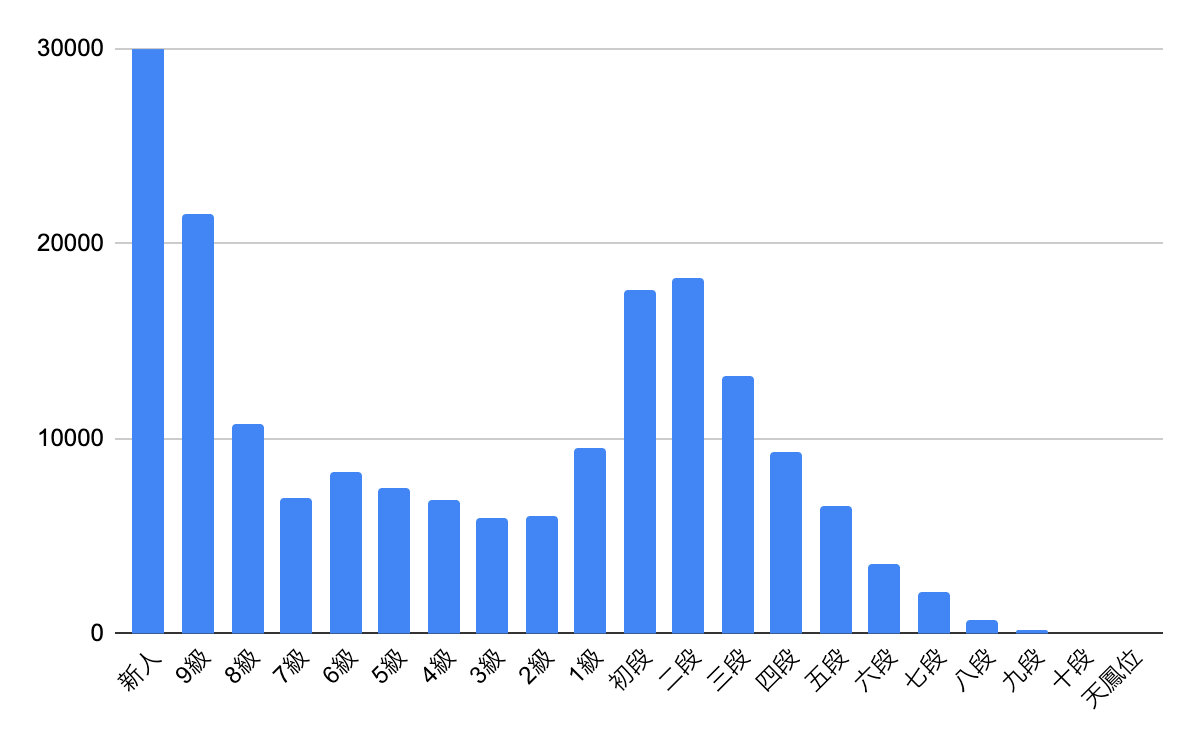 30000
20000
10000
0
新人
9級
8級
7級
6級
5級
4級
3級
2級
1級
初段
二段
三段
四段
五段
六段
七段
八段
九段
十段
天鳳位